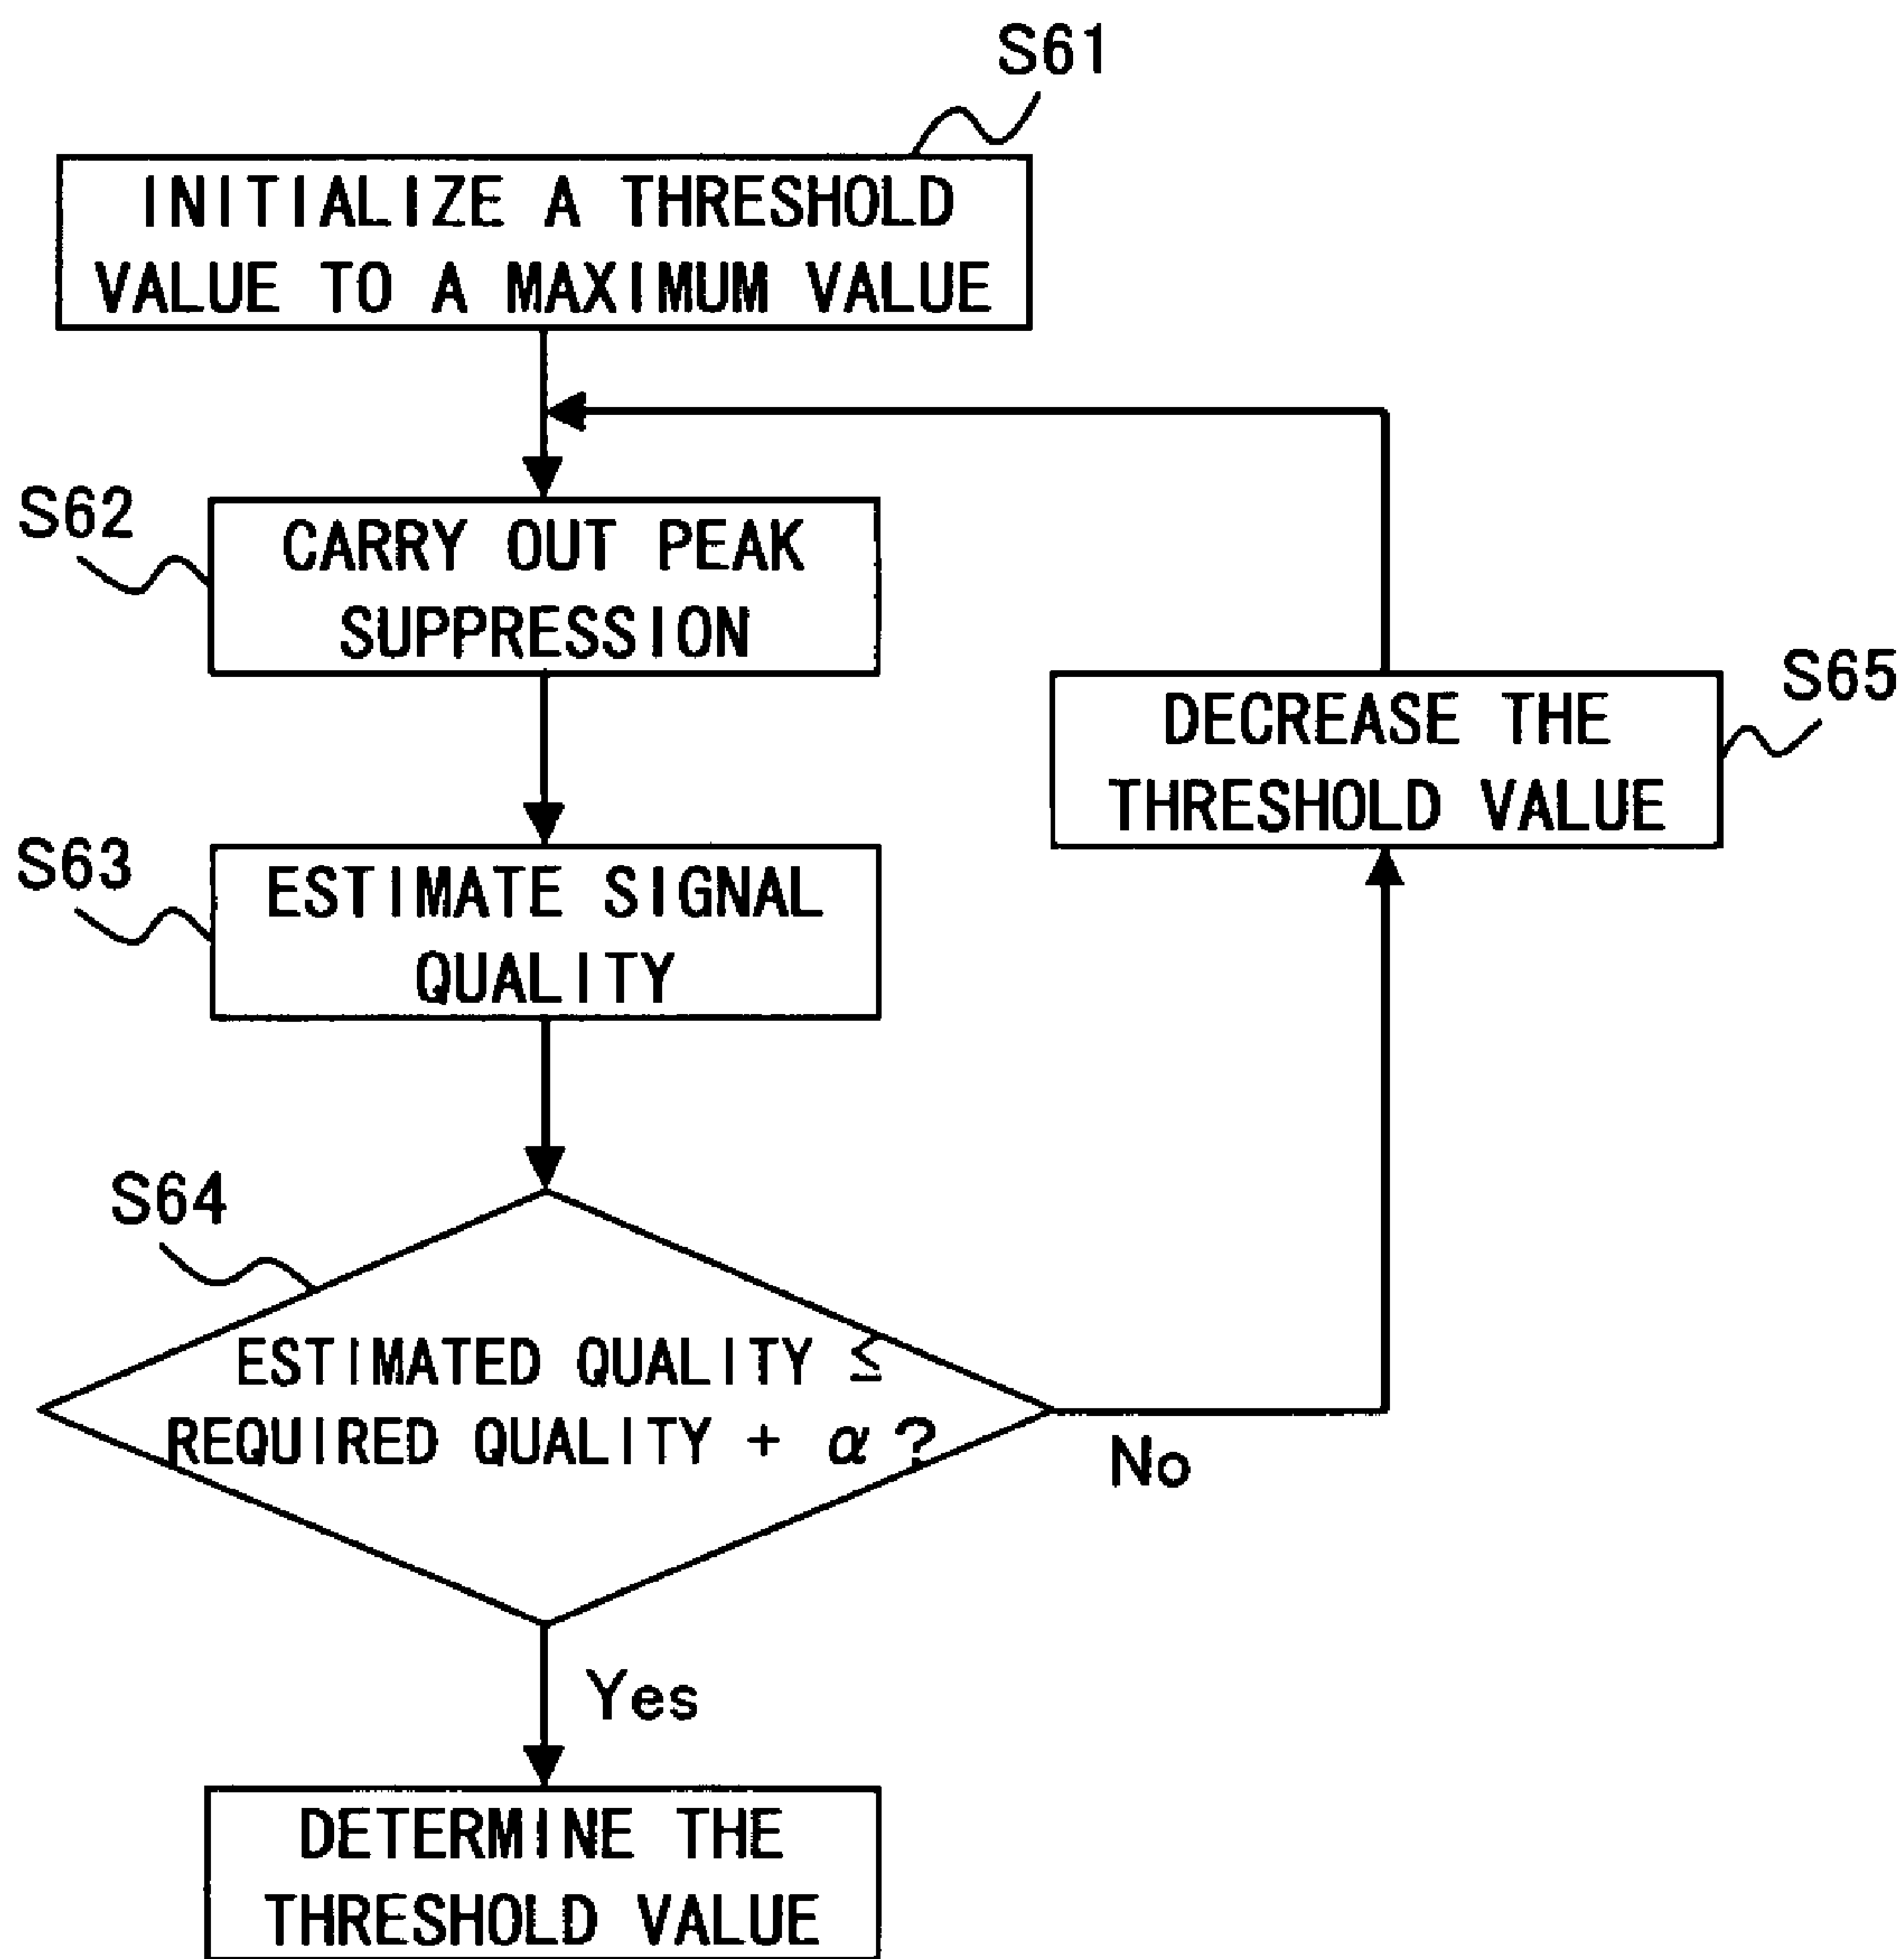 S61
INITIALIZE A THRESHOLD
VALUE TO A MAXIMUM VALUE
S62
CARRY OUT PEAK
SUPPRESSION
S65
DECREASE THE
THRESHOLD VALUE
S63
ESTIMATE SIGNAL
QUALITY
S64
ESTIMATED QUALITY ≤
REQUIRED QUALITY + α ?
No
Yes
DETERMINE THE
THRESHOLD VALUE